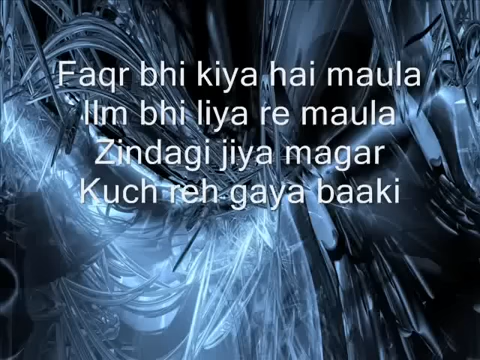 Faqr bhi kiya hai maula
Ilm bhi liya re maula
Zindagi jiya magar
Kuch reh gaya baaki